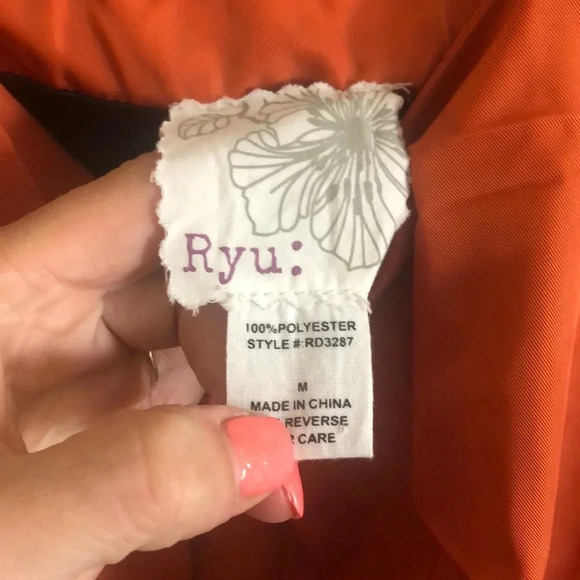 Ryu:
100%POLYESTER
STYLE #:RD3287
M
MADE IN CHINA
REVERSE
CARE